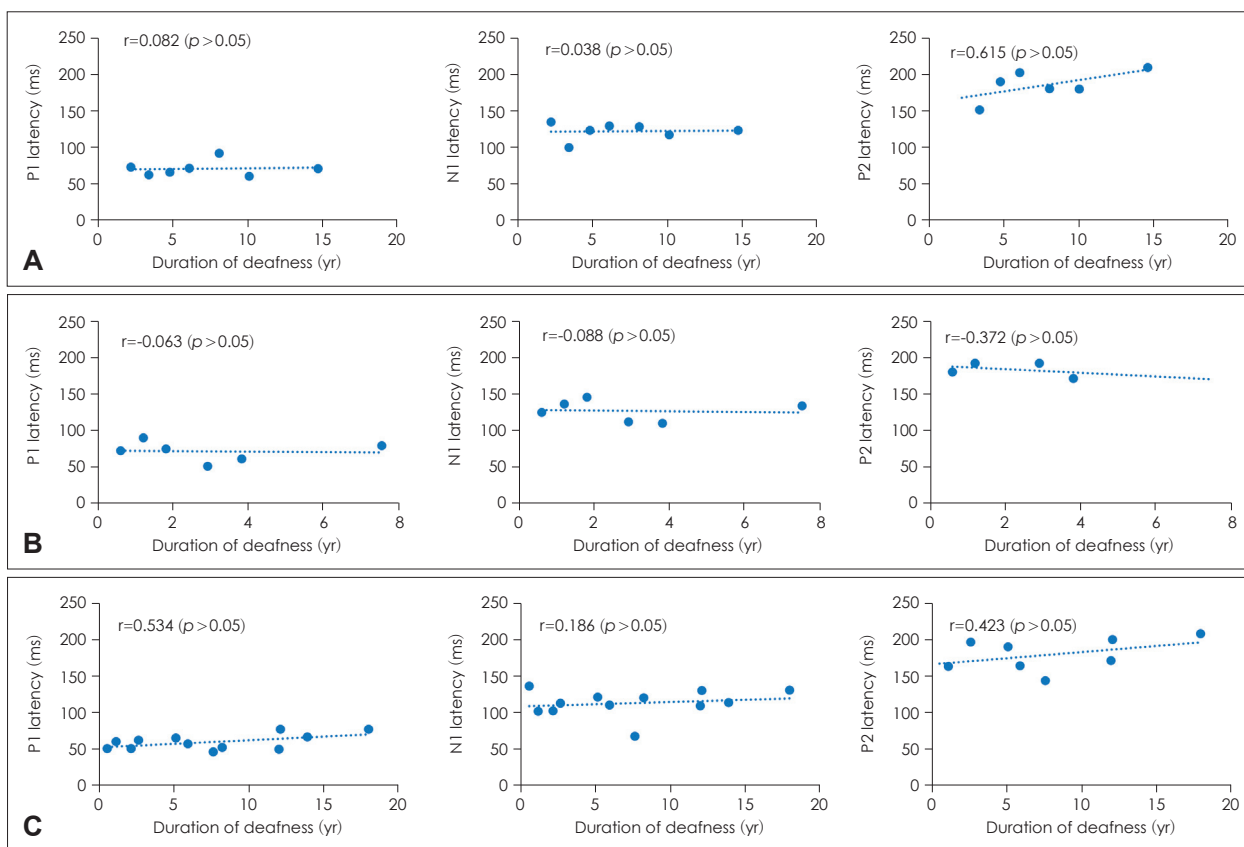 r=0.082 (p>0.05)
P1 latency (ms)
250
200
150
100
50
0
0 5 10 15 20
Duration of deafness (yr)
r=0.038 (p>0.05)
N1 latency (ms)
250
200
150
100
50
0
0 5 10 15 20
Duration of deafness (yr)
r=0.615 (p>0.05)
P2 latency (ms)
250
200
150
100
50
0
0 5 10 15 20
Duration of deafness (yr)
A
r=-0.063 (p>0.05)
P1 latency (ms)
250
200
150
100
50
0
0 2 4 6 8
Duration of deafness (yr)
r=-0.088 (p>0.05)
N1 latency (ms)
250
200
150
100
50
0
0 2 4 6 8
Duration of deafness (yr)
r=-0.372 (p>0.05)
P2 latency (ms)
250
200
150
100
50
0
0 2 4 6 8
Duration of deafness (yr)
B
r=0.534 (p>0.05)
P1 latency (ms)
250
200
150
100
50
0
0 5 10 15 20
Duration of deafness (yr)
r=0.186 (p>0.05)
N1 latency (ms)
250
200
150
100
50
0
0 5 10 15 20
Duration of deafness (yr)
r=0.423 (p>0.05)
P2 latency (ms)
250
200
150
100
50
0
0 5 10 15 20
Duration of deafness (yr)
C